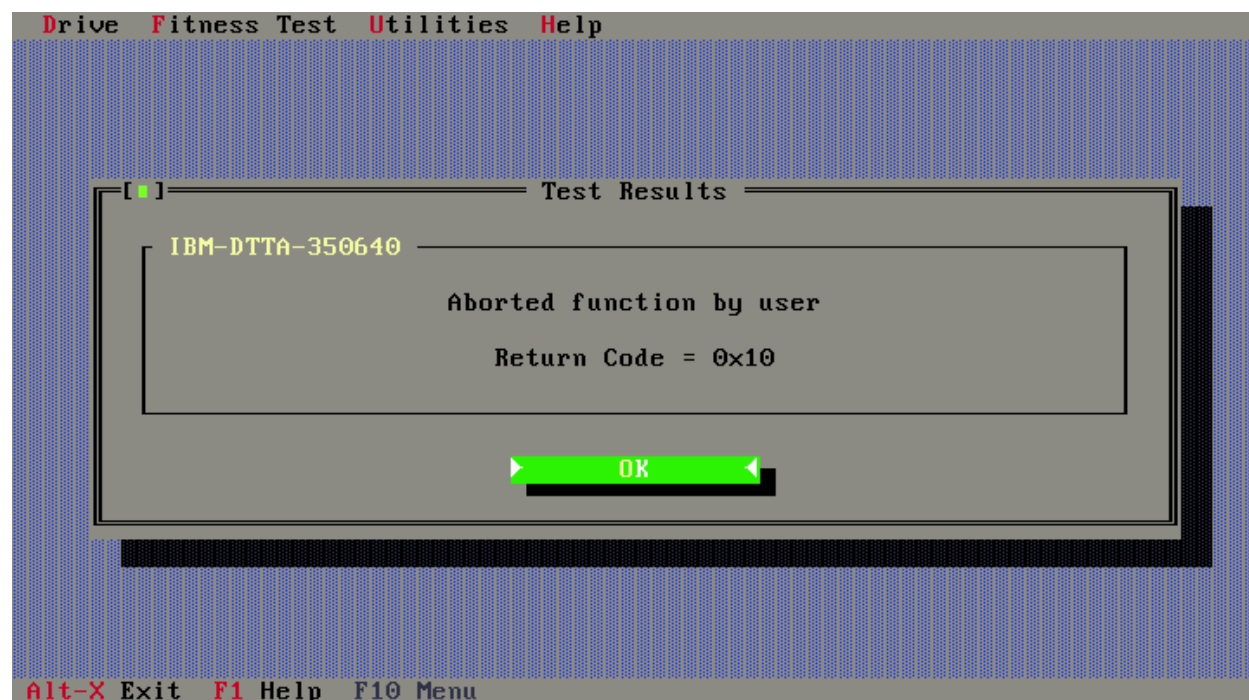 Drive Fitness Test Utilities Help
Test Results
IBM-DTTA-350640
Aborted function by user
Return Code = 0x10
OK
Alt-X Exit F1 Help F10 Menu